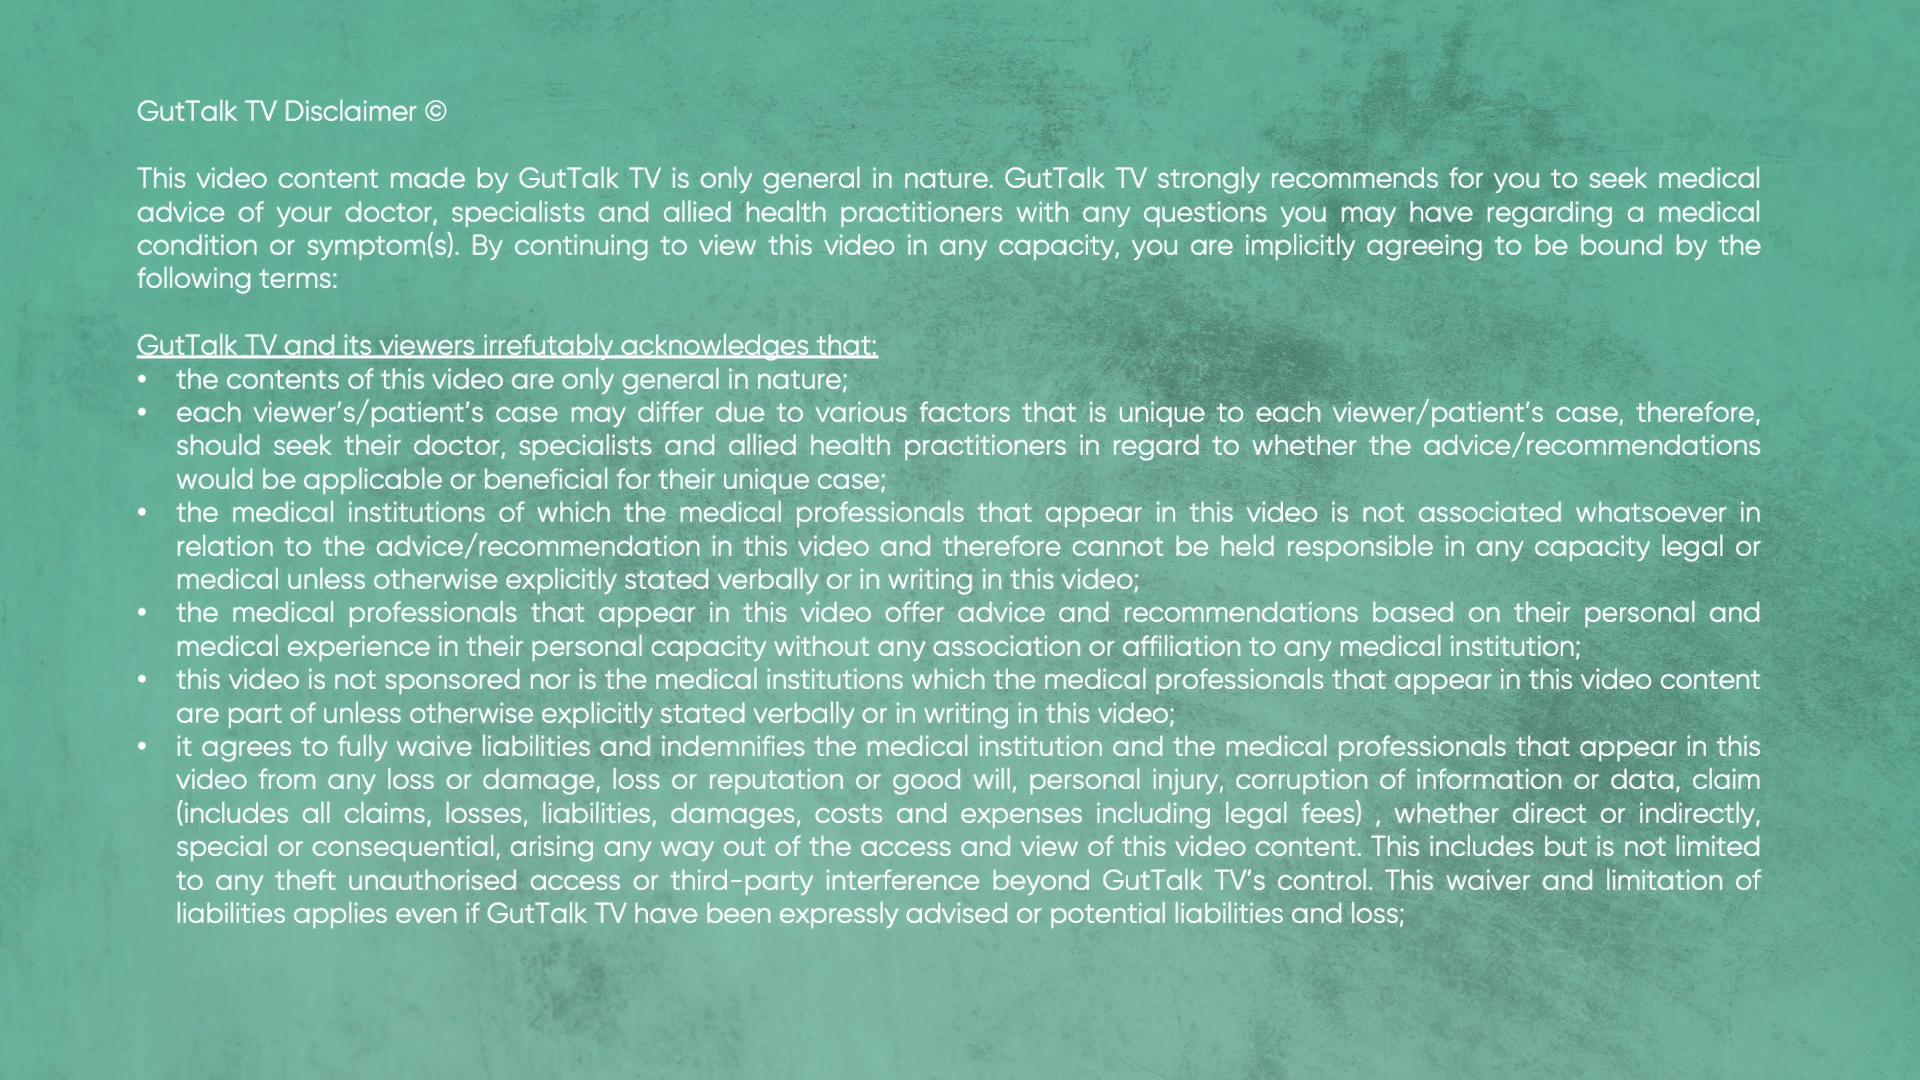 GutTalk TV Disclaimer ©
This video content made by GutTalk TV is only general in nature. GutTalk TV strongly recommends for you to seek medical
advice of your doctor, specialists and allied health practitioners with any questions you may have regarding a medical
condition or symptom(s). By continuing to view this video in any capacity, you are implicitly agreeing to be bound by the
following terms:
GutTalk TV and its viewers irrefutably acknowledges that:
• the contents of this video are only general in nature;
• each viewer's/patient's case may differ due to various factors that is unique to each viewer/patient's case, therefore,
should seek their doctor, specialists and allied health practitioners in regard to whether the advice/recommendations
would be applicable or beneficial for their unique case;
• the medical institutions of which the medical professionals that appear in this video is not associated whatsoever in
relation to the advice/recommendation in this video and therefore cannot be held responsible in any capacity legal or
medical unless otherwise explicitly stated verbally or in writing in this video;
• the medical professionals that appear in this video offer advice and recommendations based on their personal and
medical experience in their personal capacity without any association or affiliation to any medical institution;
• this video is not sponsored nor is the medical institutions which the medical professionals that appear in this video content
are part of unless otherwise explicitly stated verbally or in writing in this video;
• it agrees to fully waive liabilities and indemnifies the medical institution and the medical professionals that appear in this
video from any loss or damage, loss or reputation or good will, personal injury, corruption of information or data, claim
(includes all claims, losses, liabilities, damages, costs and expenses including legal fees) , whether direct or indirectly,
special or consequential, arising any way out of the access and view of this video content. This includes but is not limited
to any theft unauthorised access or third-party interference beyond GutTalk TV's control. This waiver and limitation of
liabilities applies even if GutTalk TV have been expressly advised or potential liabilities and loss;